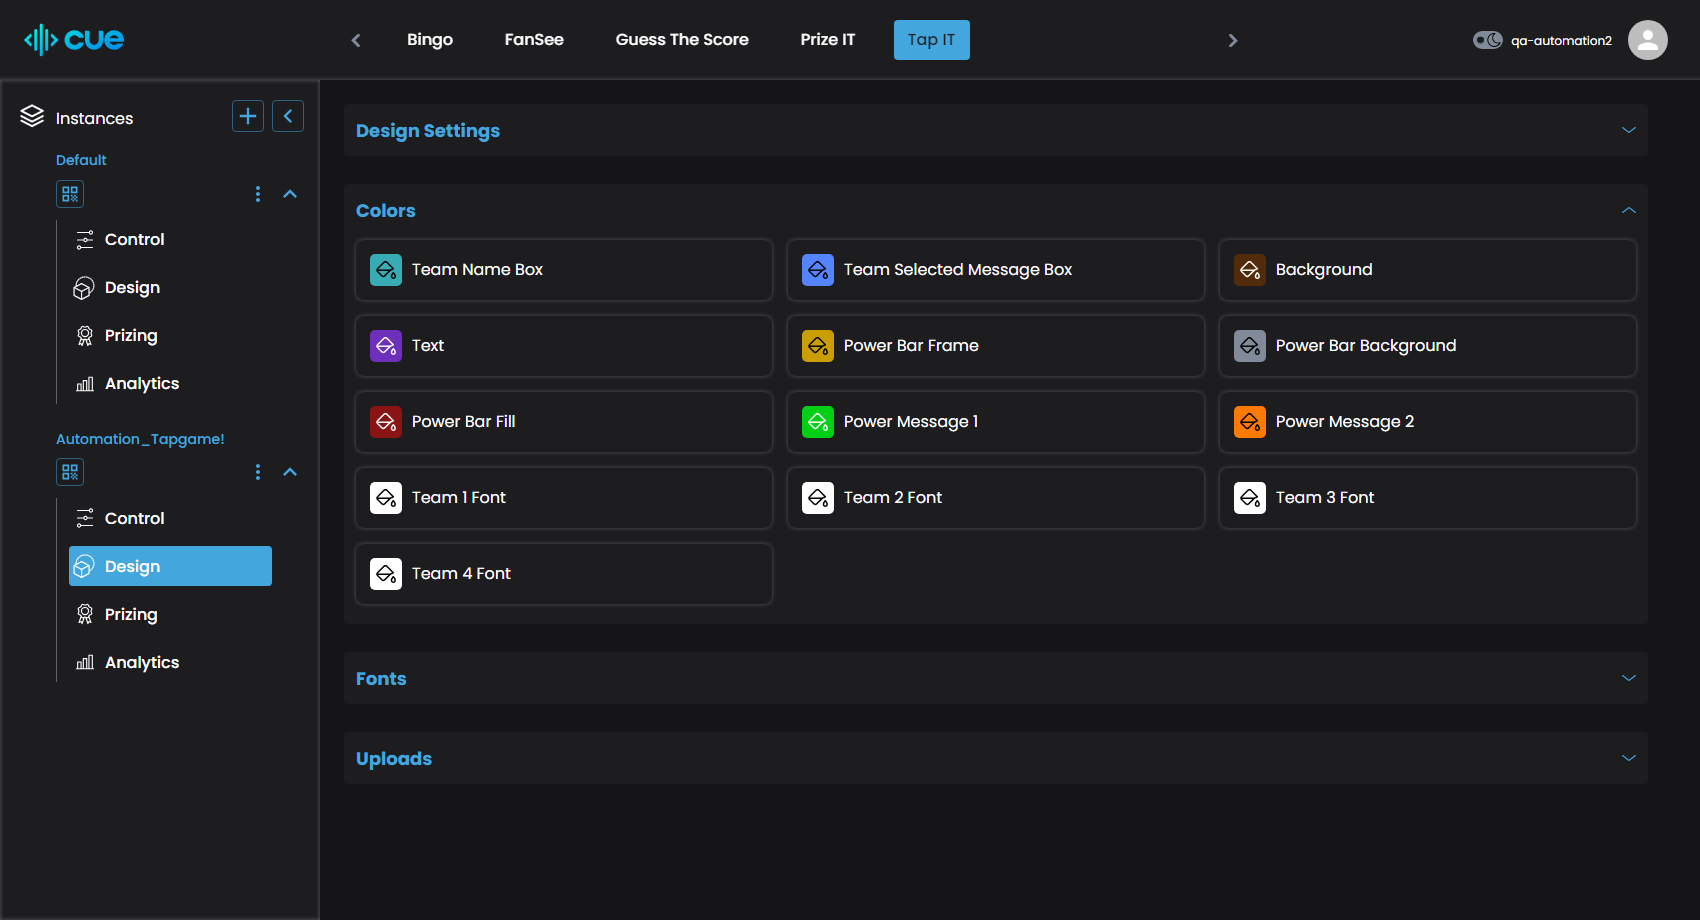 cue
Bingo
FanSee
Guess The Score
Prize IT
Tap IT
qa-automation2
Instances
Default
Control
Design
Prizing
Analytics
Automation_Tapgame!
Control
Design
Prizing
Analytics
Design Settings
Colors
Team Name Box
Team Selected Message Box
Background
Text
Power Bar Frame
Power Bar Background
Power Bar Fill
Power Message 1
Power Message 2
Team 1 Font
Team 2 Font
Team 3 Font
Team 4 Font
Fonts
Uploads